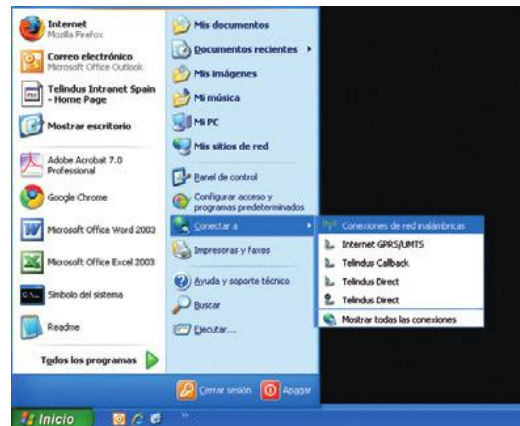 Internet
Mozilla Firefox
Correo electrónico
Microsoft Office Outlook
Telindus Intranet Spain
- Home Page
Mostrar escritorio
Adobe Acrobat 7.0
Professional
Google Chrome
Microsoft Office Word 2003
Microsoft Office Excel 2003
Símbolo del sistema
Readme
Todos los programas
Mis documentos
Documentos recientes
Mis imágenes
Mi música
Mi PC
Mis sitios de red
Panel de control
Configurar acceso y
programas predeterminados
Conectar a
Impresoras y faxes
Ayuda y soporte técnico
Buscar
Ejecutar...
Conexiones de red inalámbricas
Internet GPRS/UMTS
Telindus Callback
Telindus Direct
Telindus Direct
Mostrar todas las conexiones
Cerrar sesión
Apagar
Inicio